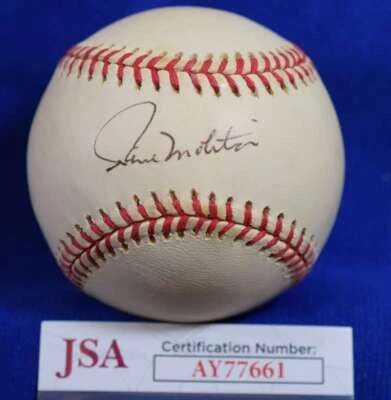 Paul Molitor
JSA
Certification Number:
AY77661